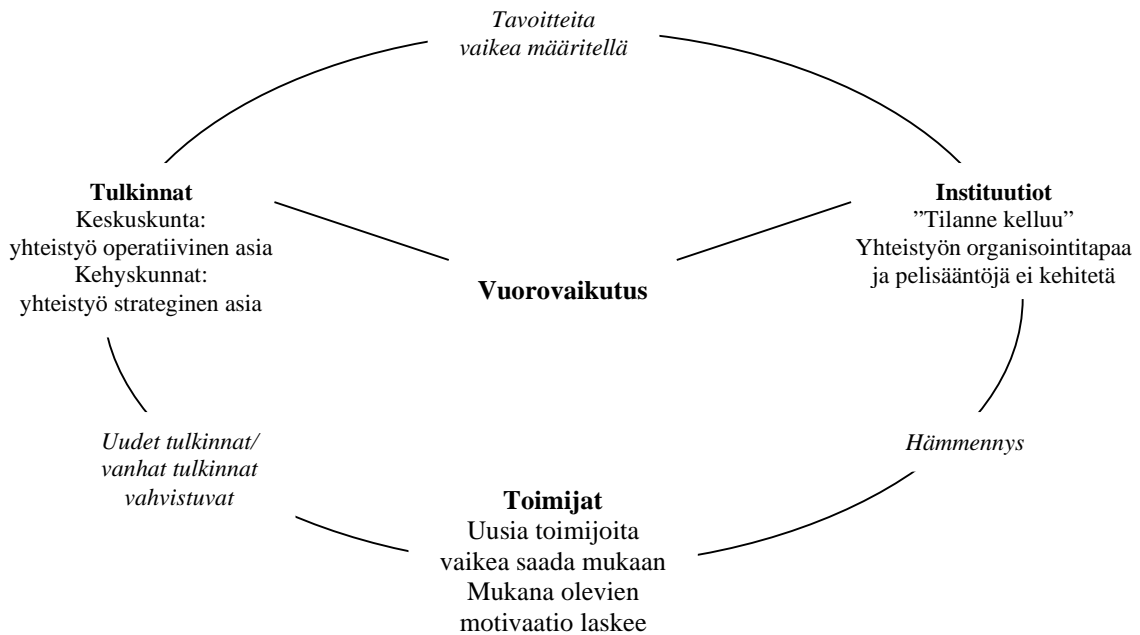 Tavoitteita
vaikea määritellä
Tulkinnat
Keskuskunta:
yhteistyö operatiivinen asia
Kehyskunnat:
yhteistyö strateginen asia
Instituutiot
”Tilanne kelluu”
Yhteistyön organisointitapaa
ja pelisääntöjä ei kehitetä
Vuorovaikutus
Uudet tulkinnat/
vanhat tulkinnat
vahvistuvat
Hämmennys
Toimijat
Uusia toimijoita
vaikea saada mukaan
Mukana olevien
motivaatio laskee